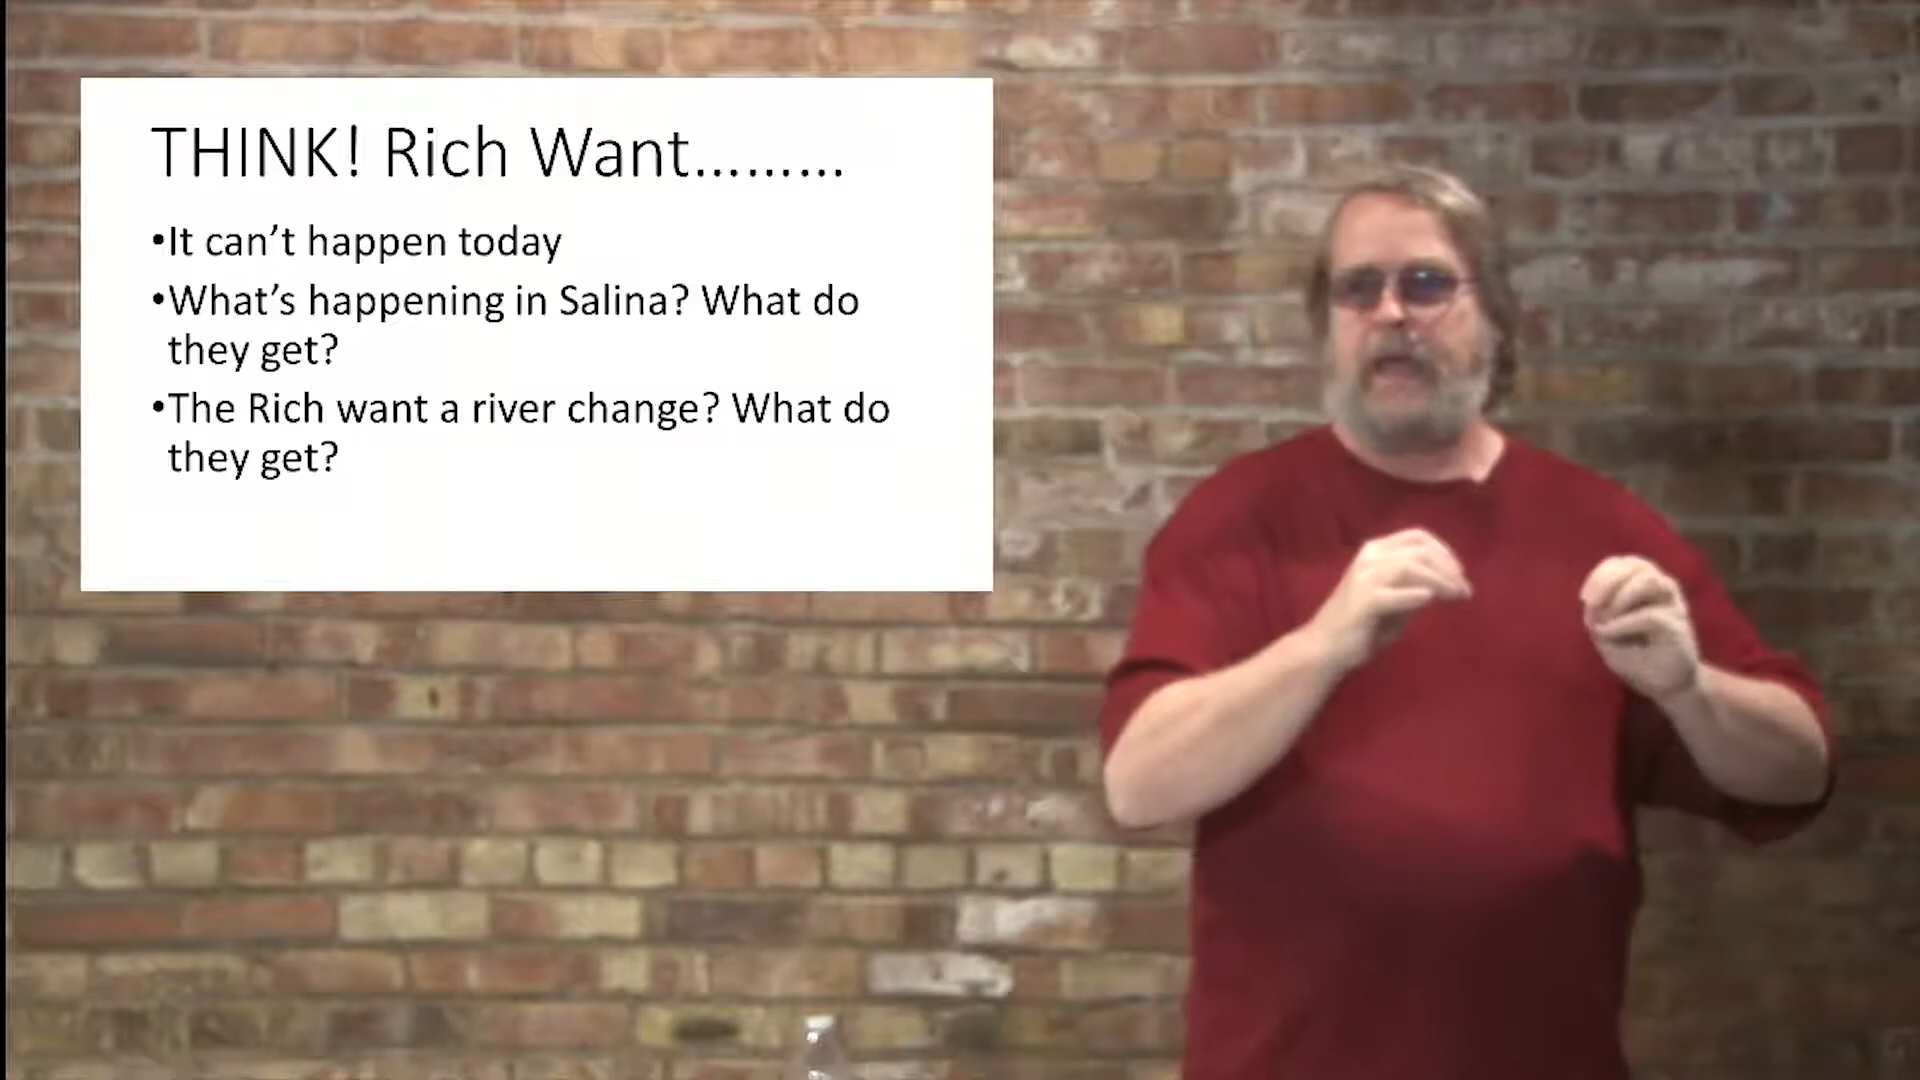 THINK! Rich Want.........
•It can’t happen today
•What’s happening in Salina? What do
they get?
•The Rich want a river change? What do
they get?